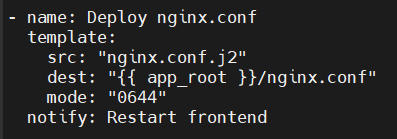 - name: Deploy nginx.conf
  template:
    src: "nginx.conf.j2"
    dest: "{{ app_root }}/nginx.conf"
    mode: "0644"
  notify: Restart frontend